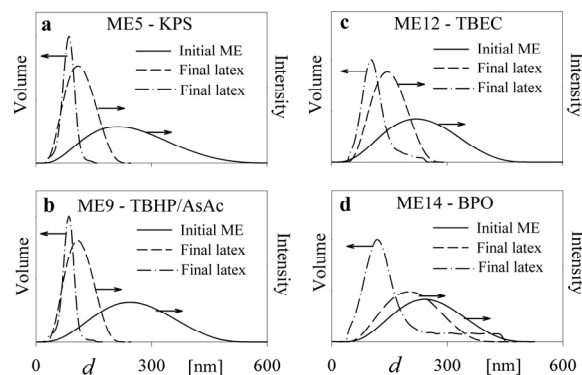 a
ME5 - KPS
Initial ME
Final latex
Final latex
Volume
Intensity
c
ME12 - TBEC
Initial ME
Final latex
Final latex
Volume
Intensity
b
ME9 - TBHP/AsAc
Initial ME
Final latex
Final latex
Volume
Intensity
0 d 300 [nm] 600
d
ME14 - BPO
Initial ME
Final latex
Final latex
Volume
Intensity
0 d 300 [nm] 600